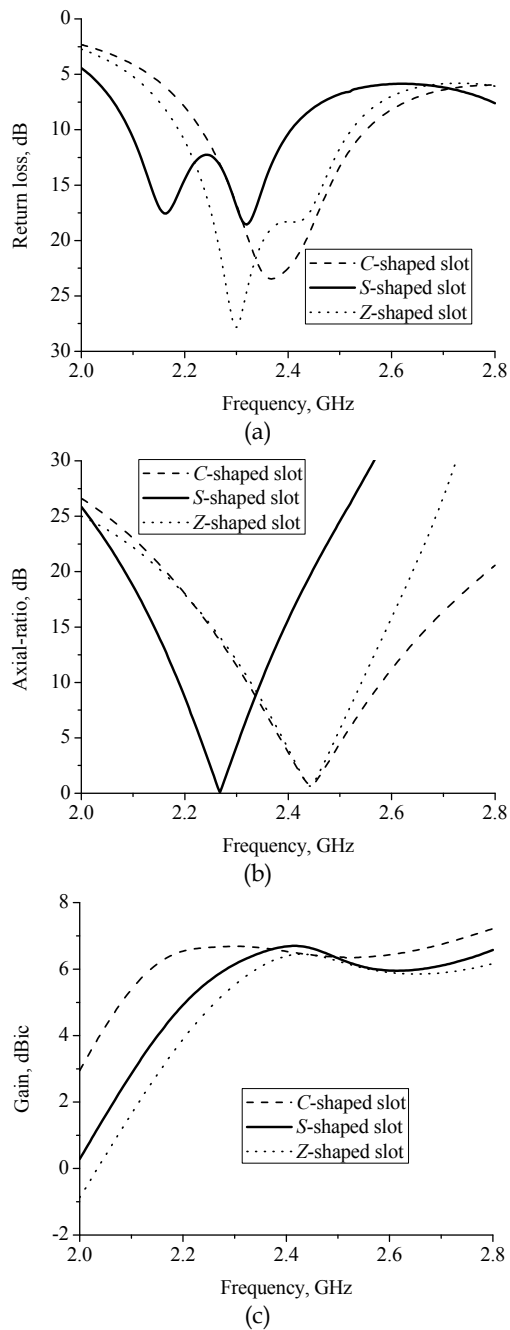 0
5
10
15
20
25
30
Return loss, dB
C-shaped slot
S-shaped slot
Z-shaped slot
2.0 2.2 2.4 2.6 2.8
Frequency, GHz
(a)
30
25
20
15
10
5
0
Axial-ratio, dB
C-shaped slot
S-shaped slot
Z-shaped slot
2.0 2.2 2.4 2.6 2.8
Frequency, GHz
(b)
8
6
4
2
0
-2
Gain, dBic
C-shaped slot
S-shaped slot
Z-shaped slot
2.0 2.2 2.4 2.6 2.8
Frequency, GHz
(c)